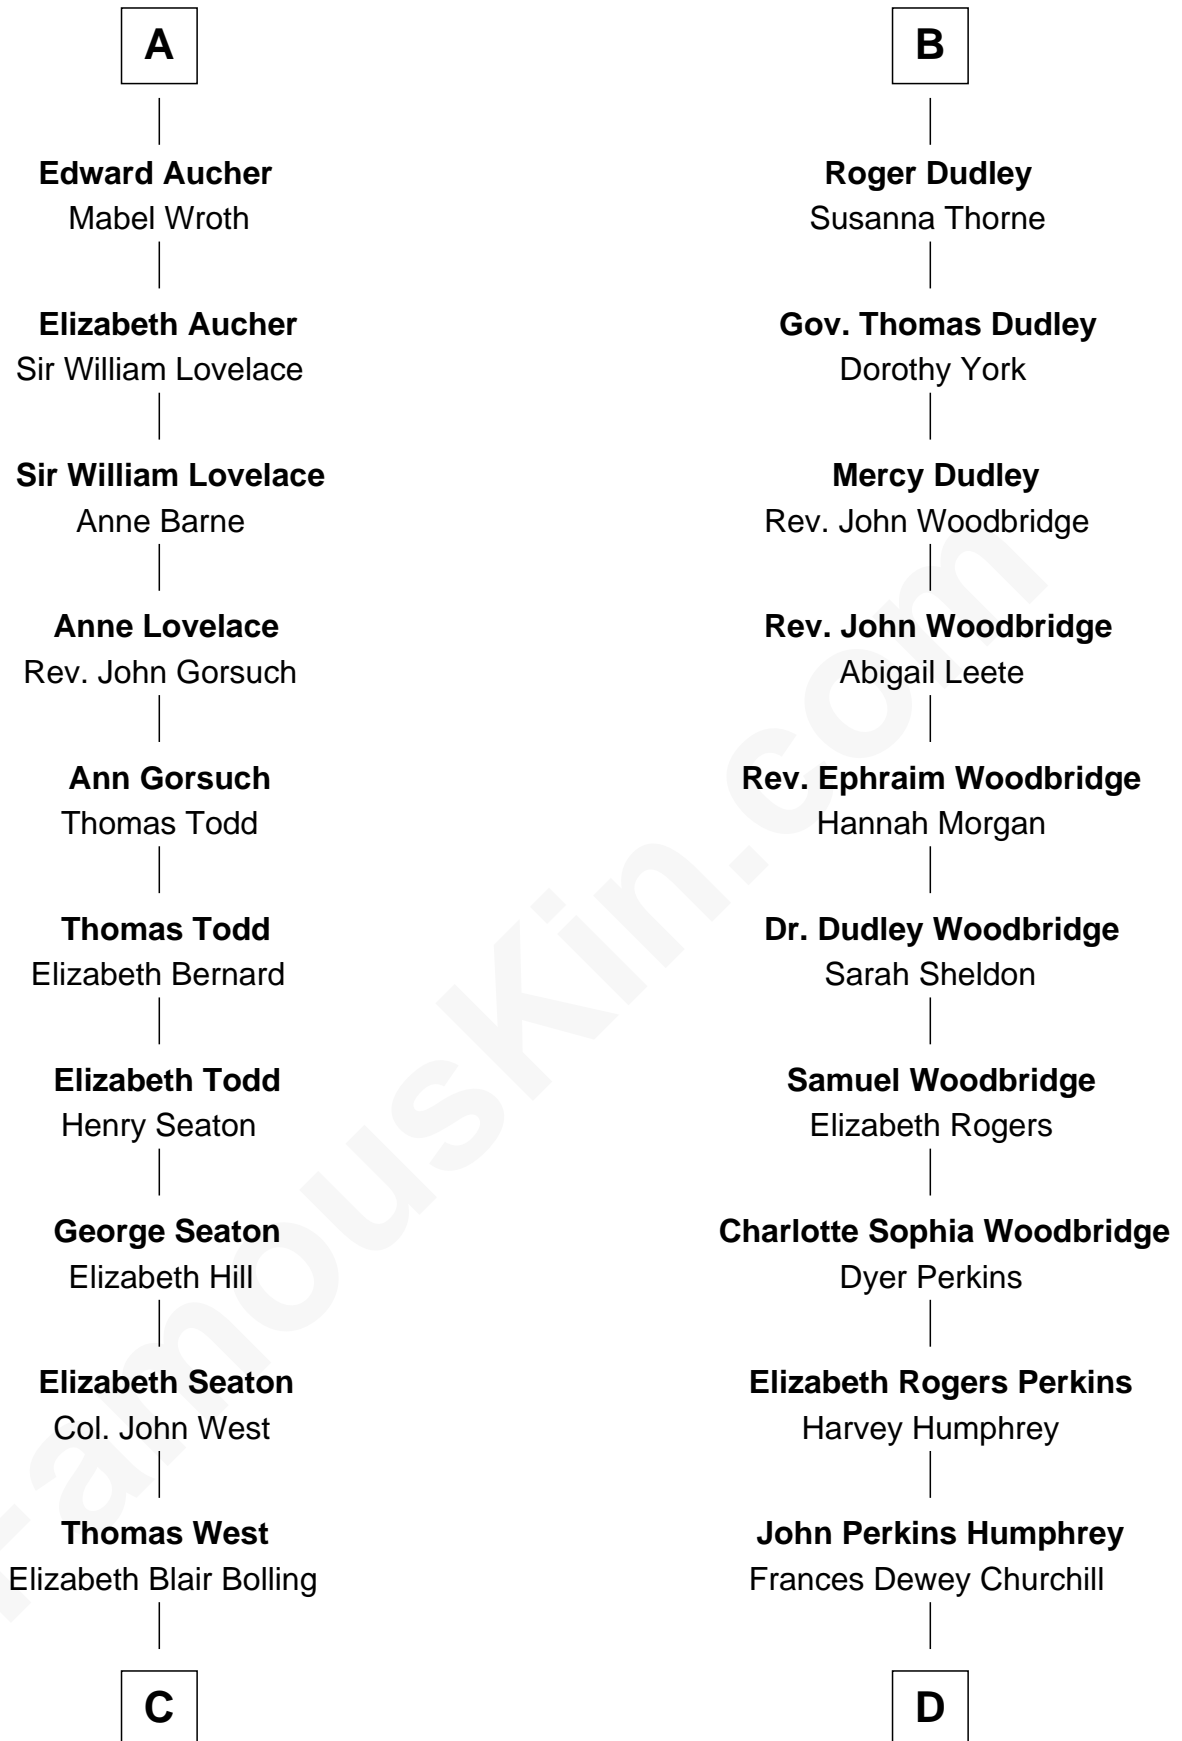 A
Edward Aucher
Mabel Wroth
Elizabeth Aucher
Sir William Lovelace
Sir William Lovelace
Anne Barne
Anne Lovelace
Rev. John Gorsuch
Ann Gorsuch
Thomas Todd
Thomas Todd
Elizabeth Bernard
Elizabeth Todd
Henry Seaton
George Seaton
Elizabeth Hill
Elizabeth Seaton
Col. John West
Thomas West
Elizabeth Blair Bolling
C
B
Roger Dudley
Susanna Thorne
Gov. Thomas Dudley
Dorothy York
Mercy Dudley
Rev. John Woodbridge
Rev. John Woodbridge
Abigail Leete
Rev. Ephraim Woodbridge
Hannah Morgan
Dr. Dudley Woodbridge
Sarah Sheldon
Samuel Woodbridge
Elizabeth Rogers
Charlotte Sophia Woodbridge
Dyer Perkins
Elizabeth Rogers Perkins
Harvey Humphrey
John Perkins Humphrey
Frances Dewey Churchill
D
FamousKin.com